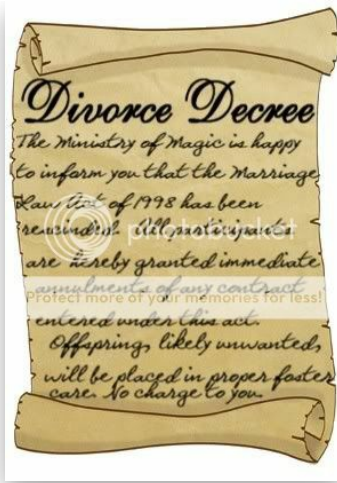 Divorce Decree
The Ministry of Magic is happy
to inform you that the Marriage
Law Act of 1998 has been
rescinded. All participants
are hereby granted immediate
annulments of any contract
entered under this act.
Offspring, likely unwanted,
will be placed in proper foster
care. No charge to you.
photobucket
Protect more of your memories for less!